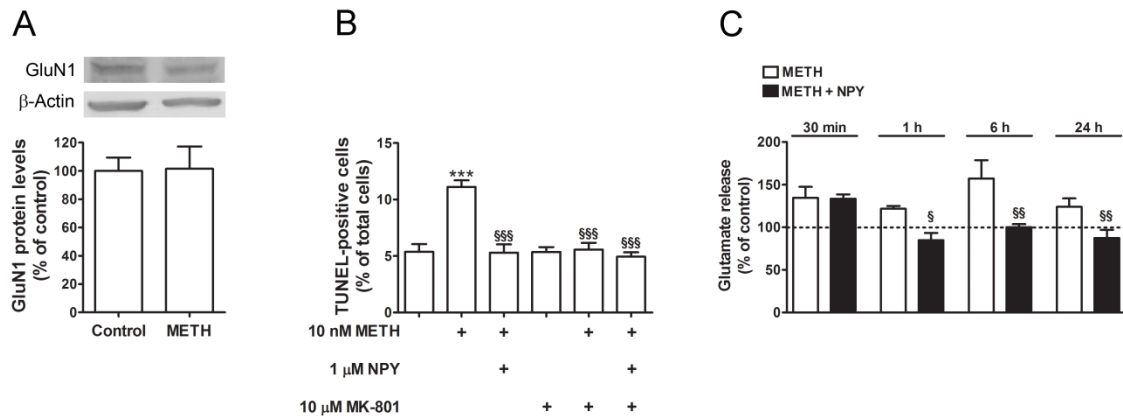 A
GluN1
β-Actin
GluN1 protein levels
(% of control)
120
100
80
60
40
20
0
Control METH
B
TUNEL-positive cells
(% of total cells)
15
10
5
0
***
§§§
§§§
§§§
10 nM METH + + + +
1 μM NPY + +
10 μM MK-801 + + +
C
METH
METH + NPY
30 min 1 h 6 h 24 h
Glutamate release
(% of control)
200
150
100
50
0
§
§§
§§